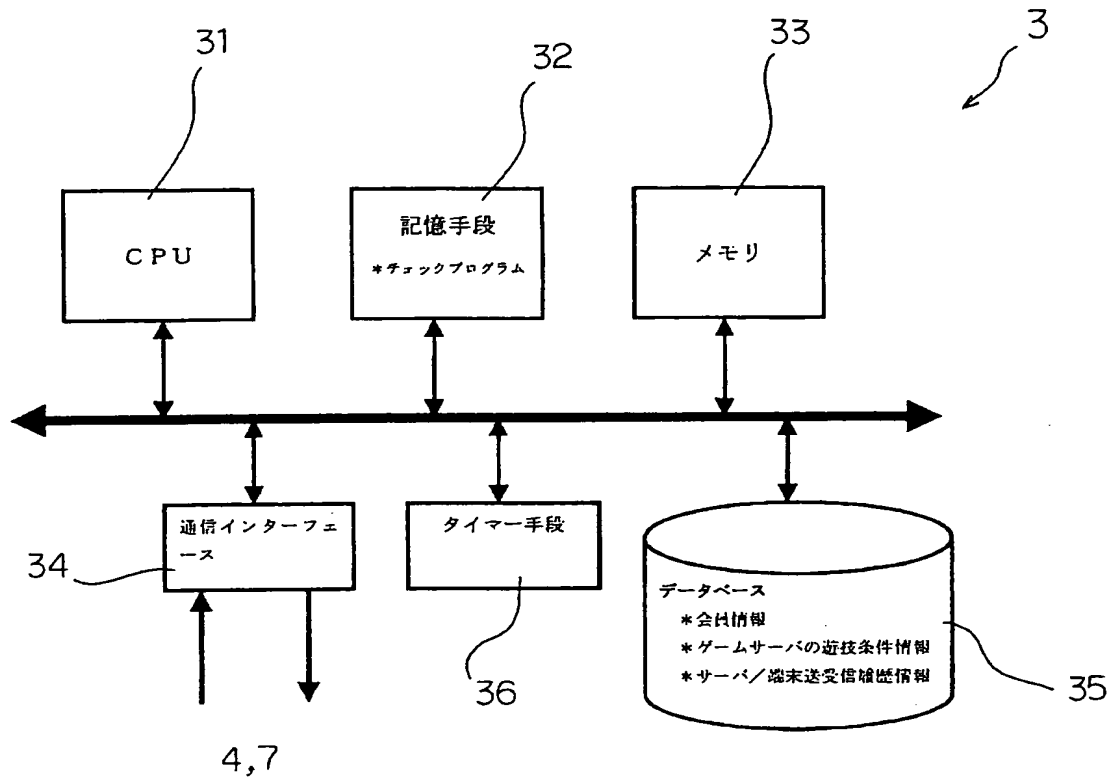 3
31
32
33
CPU
記憶手段
*チェックプログラム
メモリ
通信インターフェ
ース
タイマー手段
34
36
データベース
*会員情報
*ゲームサーバの遊技条件情報
*サーバ/端末送受信履歴情報
35
4,7